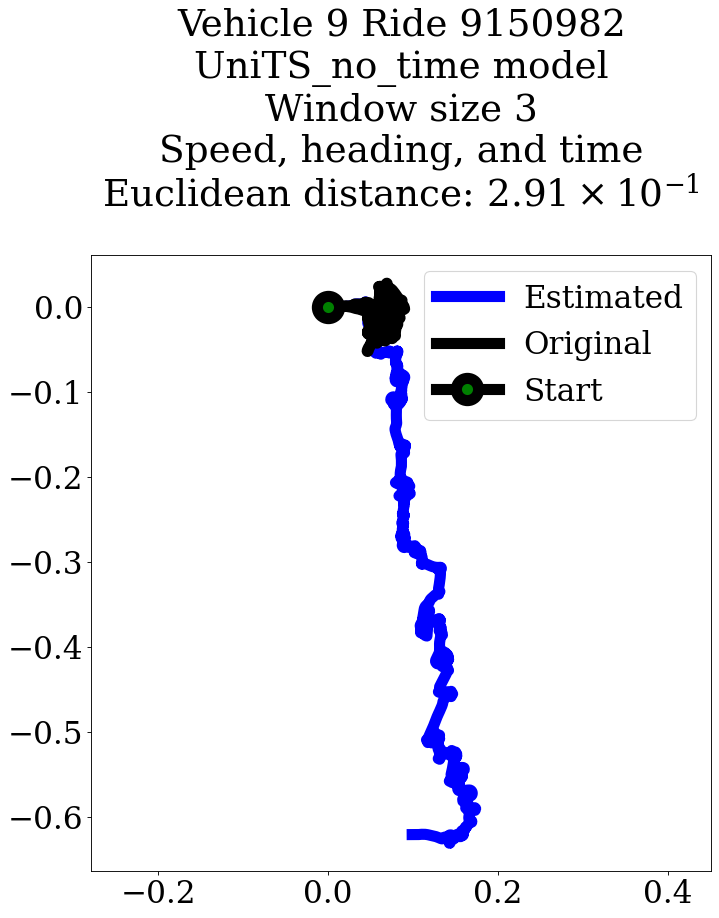 Vehicle 9 Ride 9150982
UniTS_no_time model
Window size 3
Speed, heading, and time
Euclidean distance: 2.91 × 10⁻¹
Estimated
Original
Start
0.0
−0.1
−0.2
−0.3
−0.4
−0.5
−0.6
−0.2
0.0
0.2
0.4